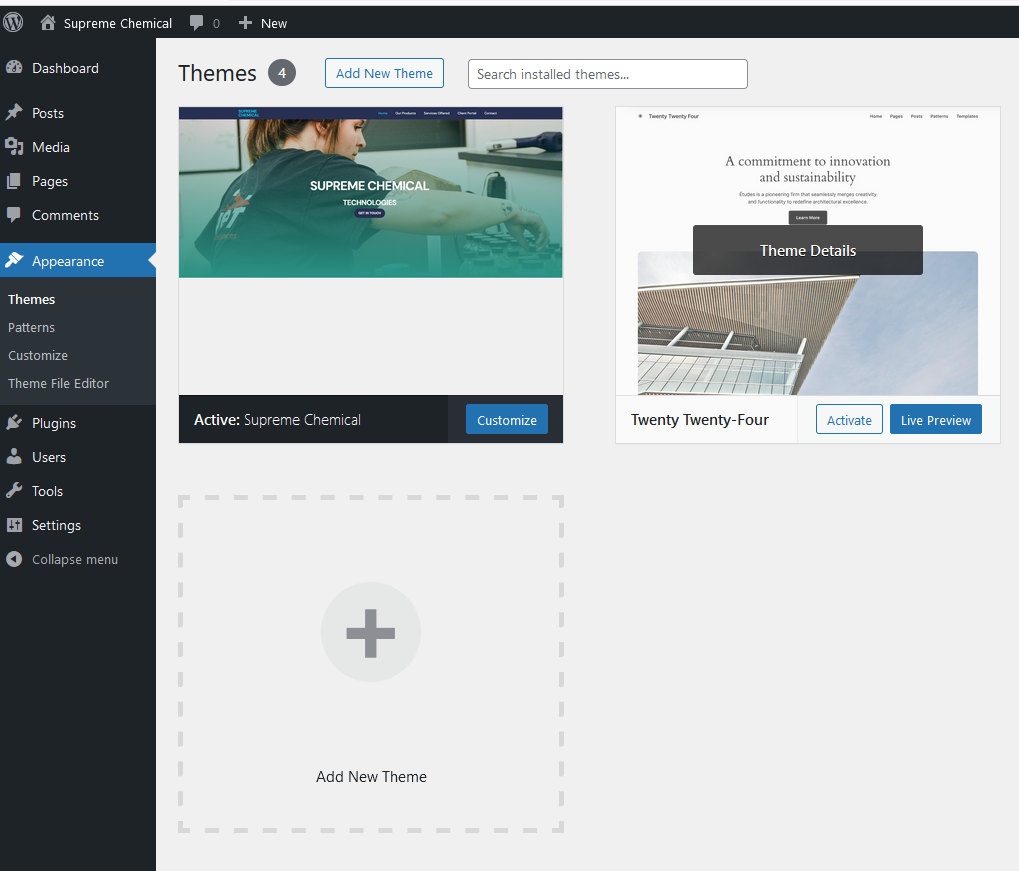 Supreme Chemical
0
New
Dashboard
Posts
Media
Pages
Comments
Appearance
Themes
Patterns
Customize
Theme File Editor
Plugins
Users
Tools
Settings
Collapse menu
Themes 4
Add New Theme
Search installed themes...
SUPREME CHEMICAL
Home Our Products Services Offered Client Portal Contact
SUPREME CHEMICAL
TECHNOLOGIES
GET IN TOUCH
Active: Supreme Chemical
Customize
Twenty Twenty Four
Home Pages Posts Patterns Templates
A commitment to innovation
and sustainability
Études is a pioneering firm that seamlessly merges creativity
and functionality to redefine architectural excellence.
Learn More
Theme Details
Twenty Twenty-Four
Activate
Live Preview
Add New Theme